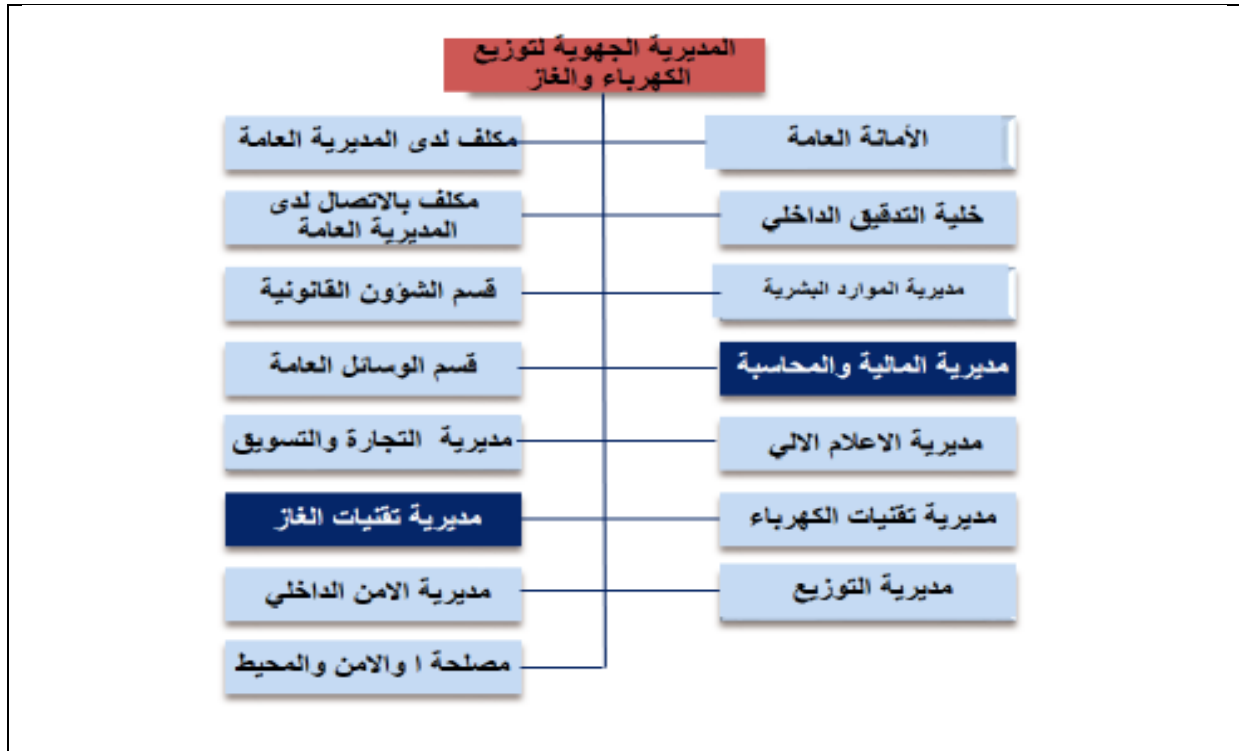 المديرية الجهوية لتوزيع
الكهرباء والغاز
الأمانة العامة
مكلف لدى المديرية العامة
خلية التدقيق الداخلي
مكلف بالاتصال لدى
المديرية العامة
مديرية الموارد البشرية
قسم الشؤون القانونية
مديرية المالية والمحاسبة
قسم الوسائل العامة
مديرية الاعلام الالي
مديرية التجارة والتسويق
مديرية تقنيات الكهرباء
مديرية تقنيات الغاز
مديرية التوزيع
مديرية الامن الداخلي
مصلحة ا والامن والمحيط